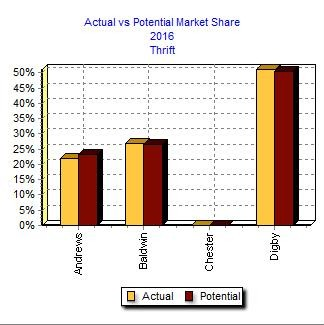 Actual vs Potential Market Share
2016
Thrift
50%
45%
40%
35%
30%
25%
20%
15%
10%
5%
0%
Andrews
Baldwin
Chester
Digby
Actual
Potential